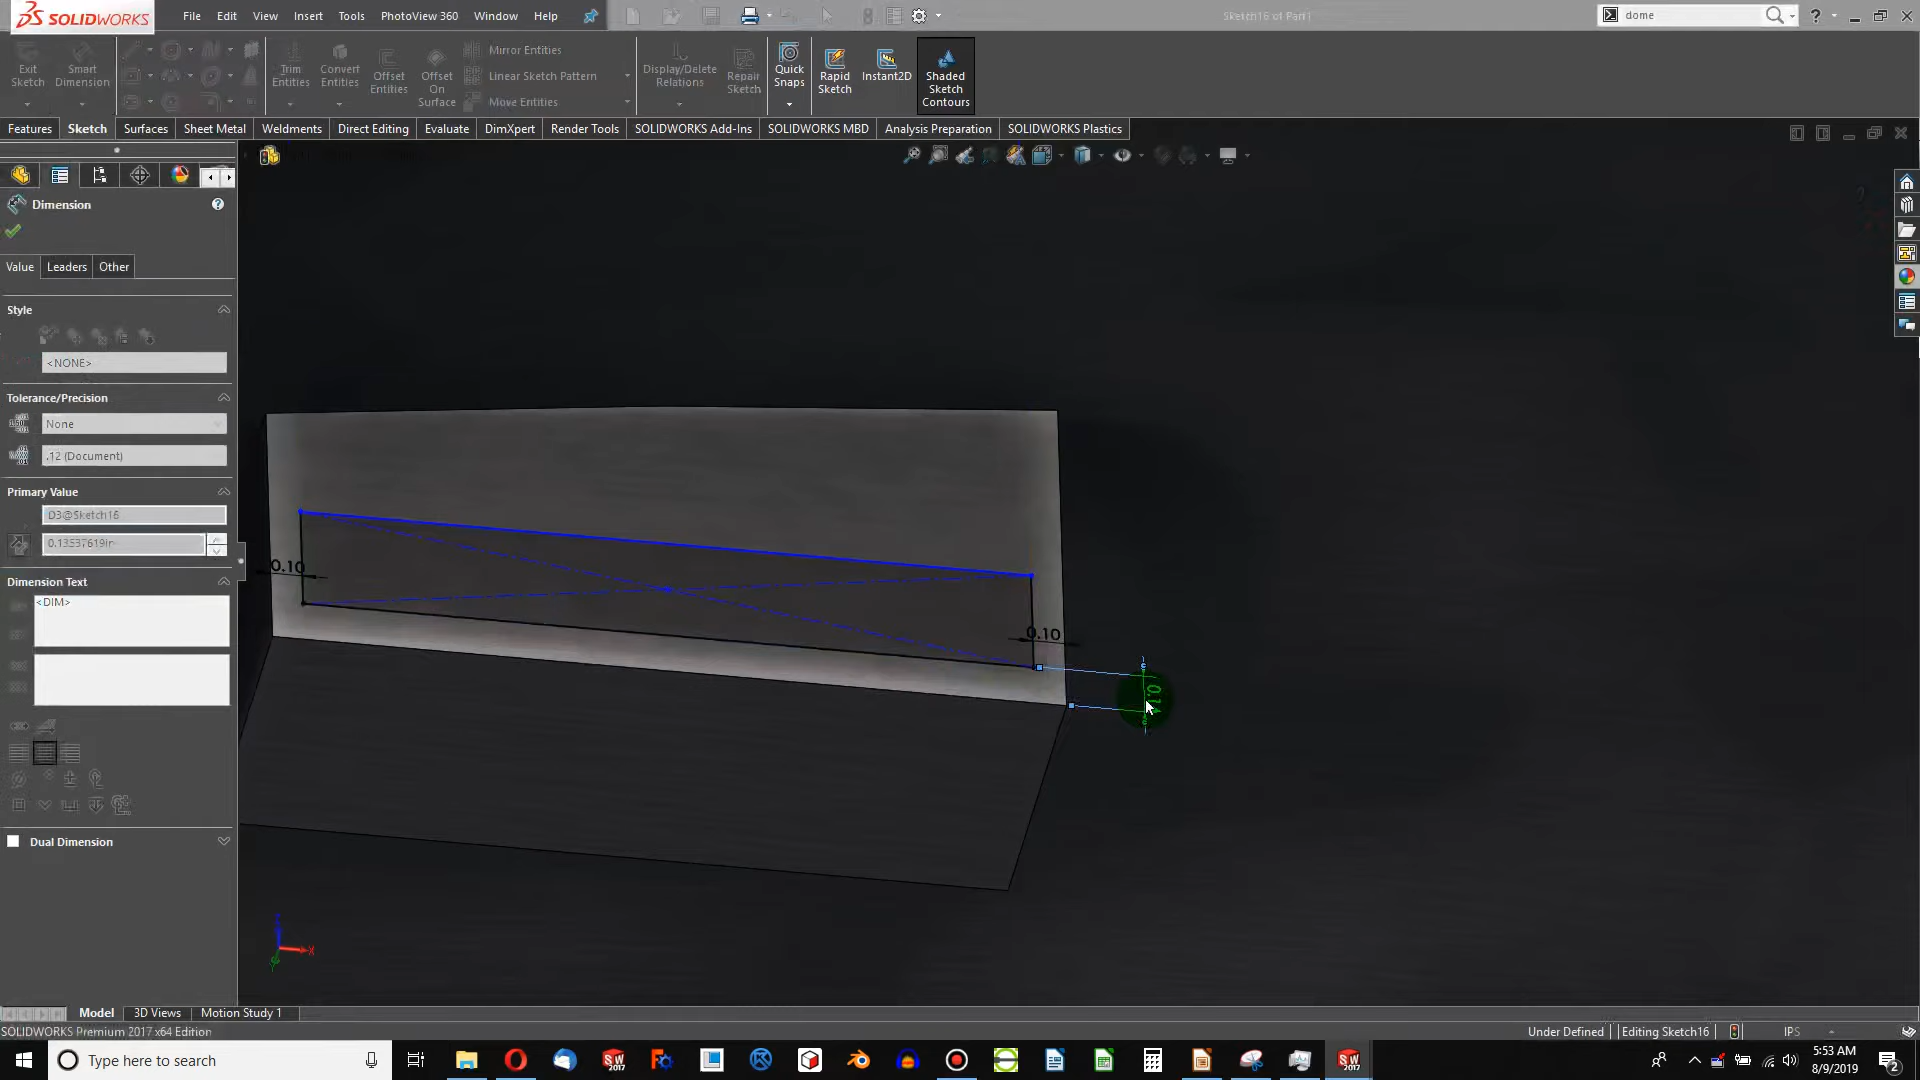 SOLIDWORKS
File Edit View Insert Tools PhotoView 360 Window Help
Sketch16 of Part1
dome
Exit Sketch
Smart Dimension
Trim Entities
Convert Entities
Offset Entities
Offset On Surface
Mirror Entities
Linear Sketch Pattern
Move Entities
Display/Delete Relations
Repair Sketch
Quick Snaps
Rapid Sketch
Instant2D
Shaded Sketch Contours
Features Sketch Surfaces Sheet Metal Weldments Direct Editing Evaluate DimXpert Render Tools SOLIDWORKS Add-Ins SOLIDWORKS MBD Analysis Preparation SOLIDWORKS Plastics
Dimension
Value Leaders Other
Style
<NONE>
Tolerance/Precision
None
.12 (Document)
Primary Value
D3@Sketch16
0.13537619in
Dimension Text
<DIM>
Dual Dimension
0.10
0.10
X
Model 3D Views Motion Study 1
SOLIDWORKS Premium 2017 x64 Edition
Under Defined Editing Sketch16 IPS
Type here to search
5:53 AM
8/9/2019
2